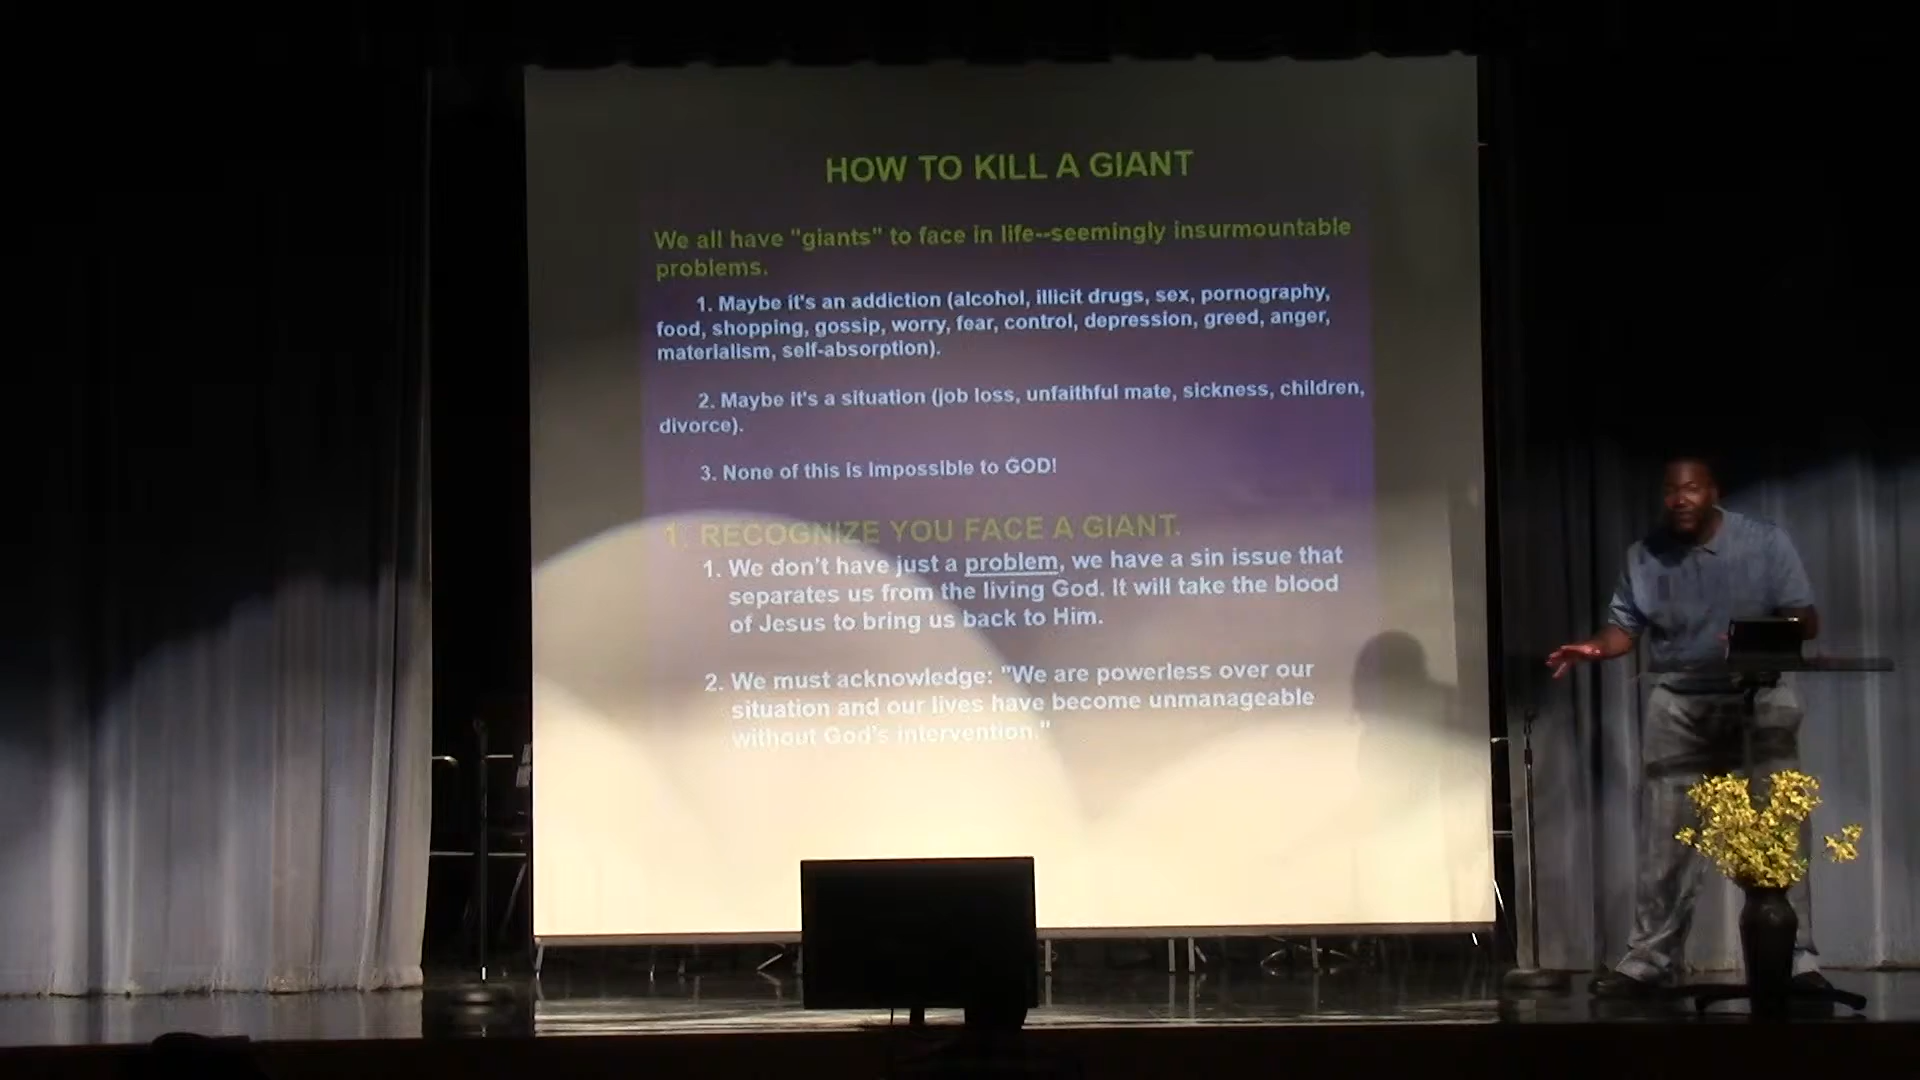 HOW TO KILL A GIANT
We all have "giants" to face in life--seemingly insurmountable
problems.
1. Maybe it's an addiction (alcohol, illicit drugs, sex, pornography,
food, shopping, gossip, worry, fear, control, depression, greed, anger,
materialism, self-absorption).
2. Maybe it's a situation (job loss, unfaithful mate, sickness, children,
divorce).
3. None of this is impossible to GOD!
1. RECOGNIZE YOU FACE A GIANT.
1. We don't have just a problem, we have a sin issue that
separates us from the living God. It will take the blood
of Jesus to bring us back to Him.
2. We must acknowledge: "We are powerless over our
situation and our lives have become unmanageable
without God's intervention."